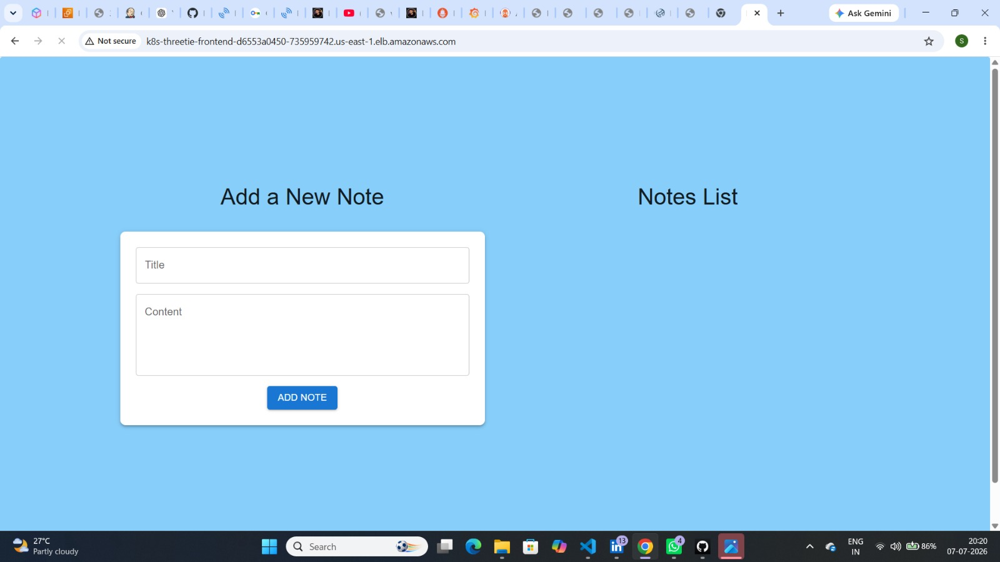 Ask Gemini
Not secure
k8s-threetie-frontend-d6553a0450-735959742.us-east-1.elb.amazonaws.com
S
Add a New Note
Notes List
Title
Content
ADD NOTE
27°C
Partly cloudy
Search
13
4
ENG
IN
86%
20:20
07-07-2026